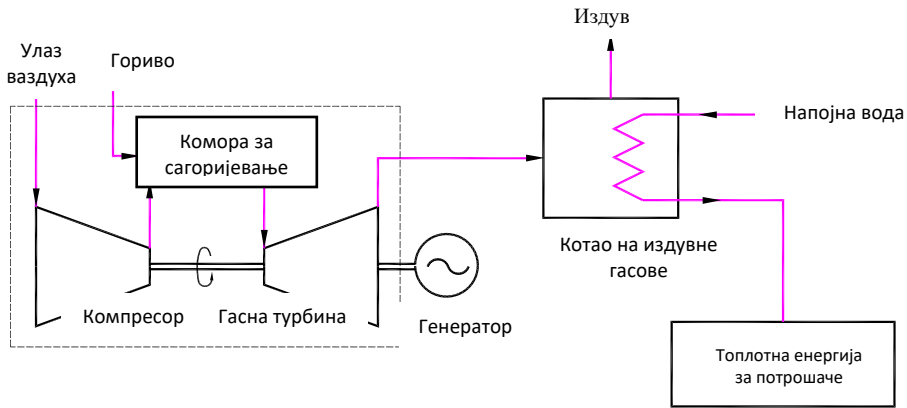 Издув
Улаз
ваздуха
Гориво
Напојна вода
Комора за
сагоријевање
Котао на издувне
гасове
Компресор
Гасна турбина
Генератор
Топлотна енергија
за потрошаче